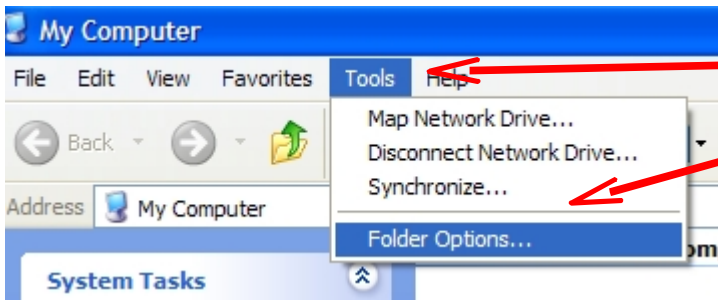 My Computer
File Edit View Favorites Tools Help
Map Network Drive...
Back
Disconnect Network Drive...
Synchronize...
Address My Computer
Folder Options...
System Tasks